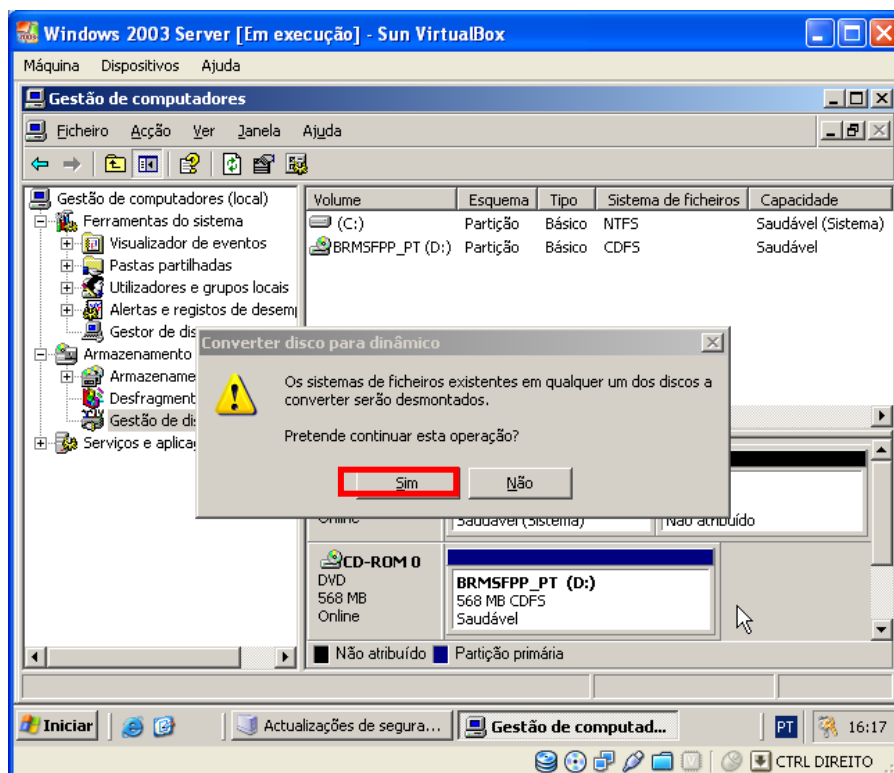 Windows 2003 Server [Em execução] - Sun VirtualBox
Máquina Dispositivos Ajuda
Gestão de computadores
Ficheiro Acção Ver Janela Ajuda
Gestão de computadores (local)
Ferramentas do sistema
Visualizador de eventos
Pastas partilhadas
Utilizadores e grupos locais
Alertas e registos de desem
Gestor de dis
Armazenamento
Armazename
Desfragment
Gestão de di
Serviços e aplica
Volume Esquema Tipo Sistema de ficheiros Capacidade
(C:) Partição Básico NTFS Saudável (Sistema)
BRMSFPP_PT (D:) Partição Básico CDFS Saudável
Converter disco para dinâmico
Os sistemas de ficheiros existentes em qualquer um dos discos a
converter serão desmontados.
Pretende continuar esta operação?
Sim Não
Online Saudável (Sistema) Não atribuído
CD-ROM 0
DVD
568 MB
Online
BRMSFPP_PT (D:)
568 MB CDFS
Saudável
Não atribuído Partição primária
Iniciar Actualizações de segura... Gestão de computad... PT 16:17
CTRL DIREITO